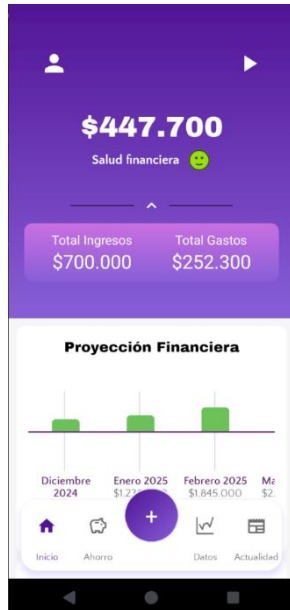 $447.700
Salud financiera
Total Ingresos Total Gastos
$700.000 $252.300
Proyección Financiera
Diciembre Enero 2025 Febrero 2025
2024 $1.845.000
+
Inicio Ahorro Datos Actualidad